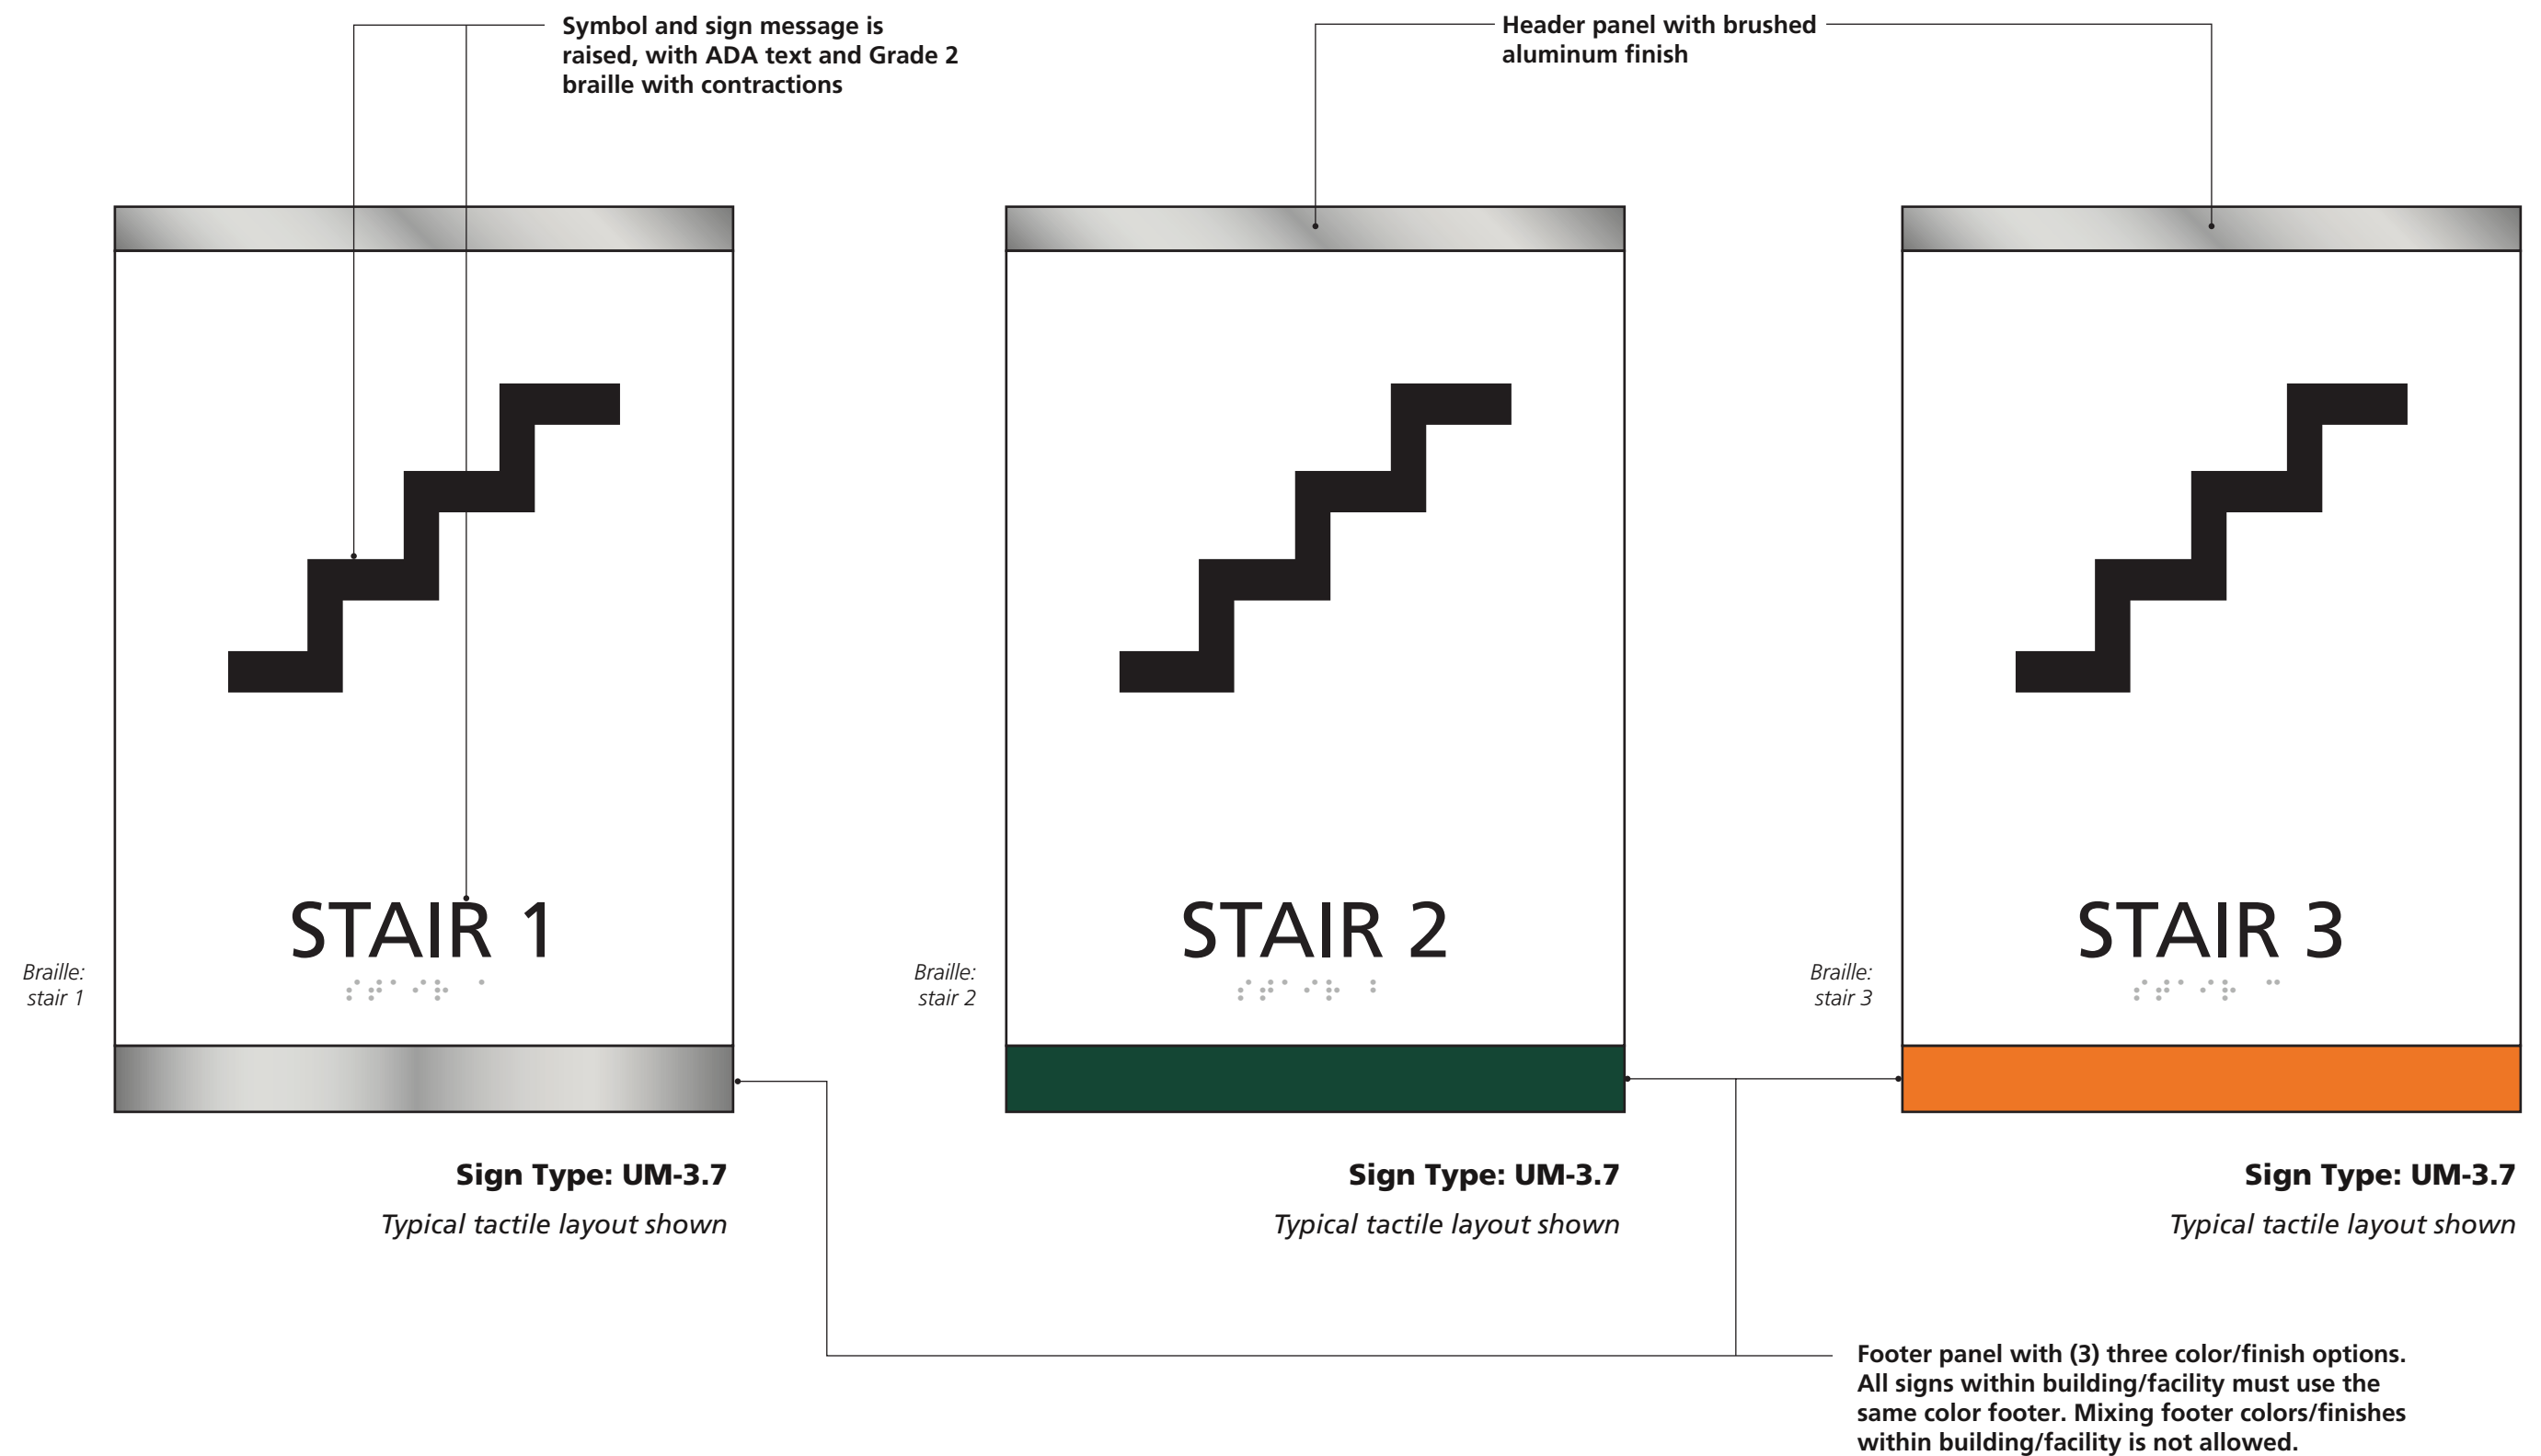 Symbol and sign message is
raised, with ADA text and Grade 2
braille with contractions
Header panel with brushed
aluminum finish
STAIR 1
Braille:
stair 1
⠎⠞⠁⠊⠗ ⠁
Sign Type: UM-3.7
Typical tactile layout shown
STAIR 2
Braille:
stair 2
⠎⠞⠁⠊⠗ ⠃
Sign Type: UM-3.7
Typical tactile layout shown
STAIR 3
Braille:
stair 3
⠎⠞⠁⠊⠗ ⠉
Sign Type: UM-3.7
Typical tactile layout shown
Footer panel with (3) three color/finish options.
All signs within building/facility must use the
same color footer. Mixing footer colors/finishes
within building/facility is not allowed.